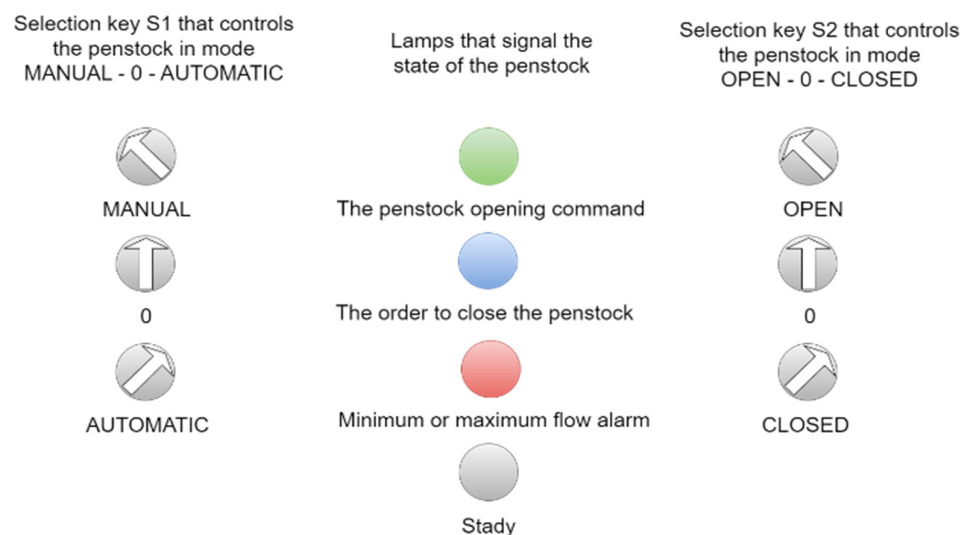 Selection key S1 that controls
the penstock in mode
MANUAL - 0 - AUTOMATIC
Lamps that signal the
state of the penstock
Selection key S2 that controls
the penstock in mode
OPEN - 0 - CLOSED
MANUAL
The penstock opening command
OPEN
0
The order to close the penstock
0
AUTOMATIC
Minimum or maximum flow alarm
CLOSED
Stady